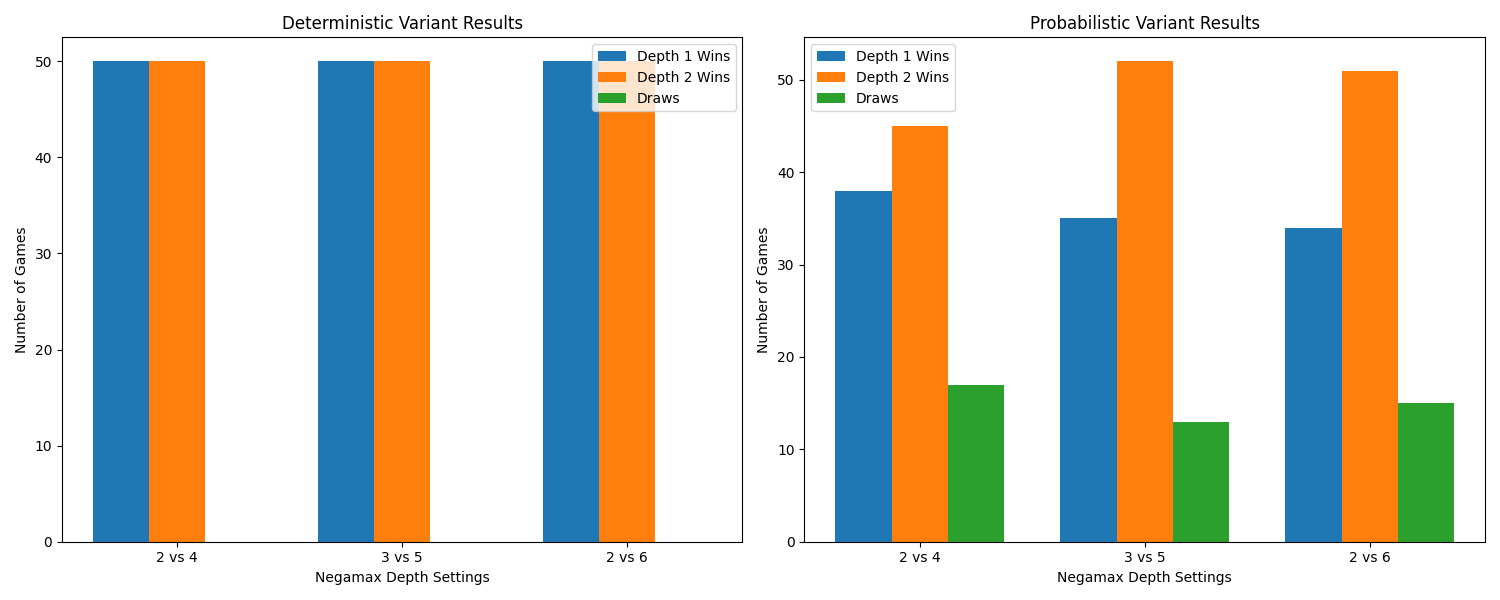 Deterministic Variant Results
Depth 1 Wins
Depth 2 Wins
Draws
Number of Games
50
40
30
20
10
0
2 vs 4
3 vs 5
2 vs 6
Negamax Depth Settings
Probabilistic Variant Results
Depth 1 Wins
Depth 2 Wins
Draws
Number of Games
50
40
30
20
10
0
2 vs 4
3 vs 5
2 vs 6
Negamax Depth Settings